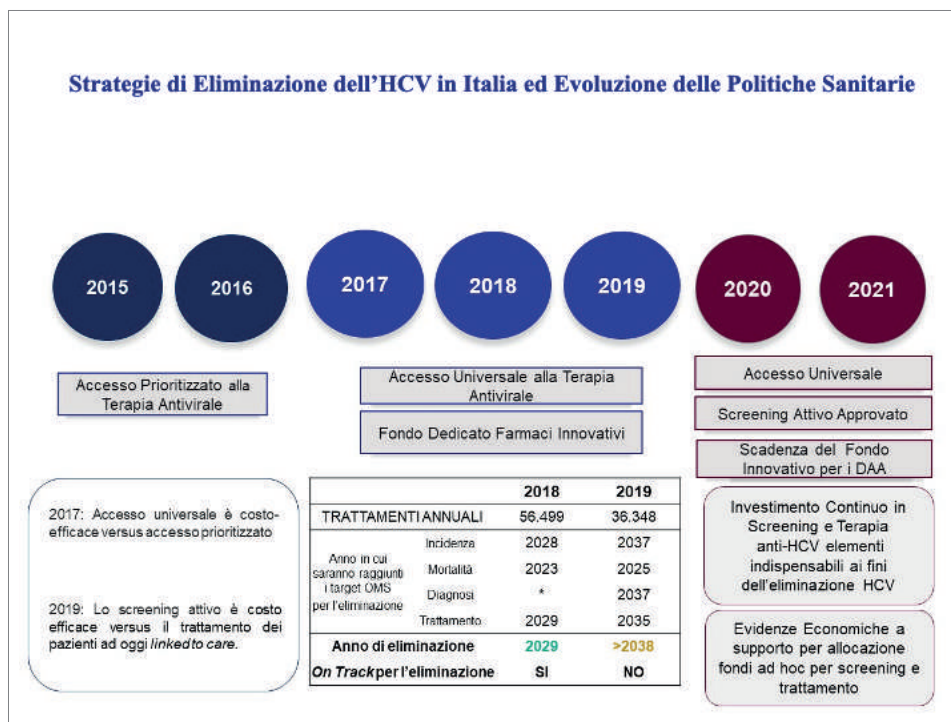 Strategie di Eliminazione dell'HCV in Italia ed Evoluzione delle Politiche Sanitarie
2015
2016
2017
2018
2019
2020
2021
Accesso Prioritizzato alla
Terapia Antivirale
Accesso Universale alla Terapia
Antivirale
Fondo Dedicato Farmaci Innovativi
Accesso Universale
Screening Attivo Approvato
Scadenza del Fondo
Innovativo per i DAA
2017: Accesso universale è costo-
efficace versus accesso prioritizzato
2019: Lo screening attivo è costo
efficace versus il trattamento dei
pazienti ad oggi linked to care.
2018 2019
TRATTAMENTI ANNUALI 56.499 36.348
Anno in cui
saranno raggiunti
i target OMS
per l'eliminazione
Incidenza 2028 2037
Mortalità 2023 2025
Diagnosi * 2037
Trattamento 2029 2035
Anno di eliminazione 2029 >2038
On Track per l'eliminazione SI NO
Investimento Continuo in
Screening e Terapia
anti-HCV elementi
indispensabili ai fini
dell'eliminazione HCV
Evidenze Economiche a
supporto per allocazione
fondi ad hoc per screening e
trattamento